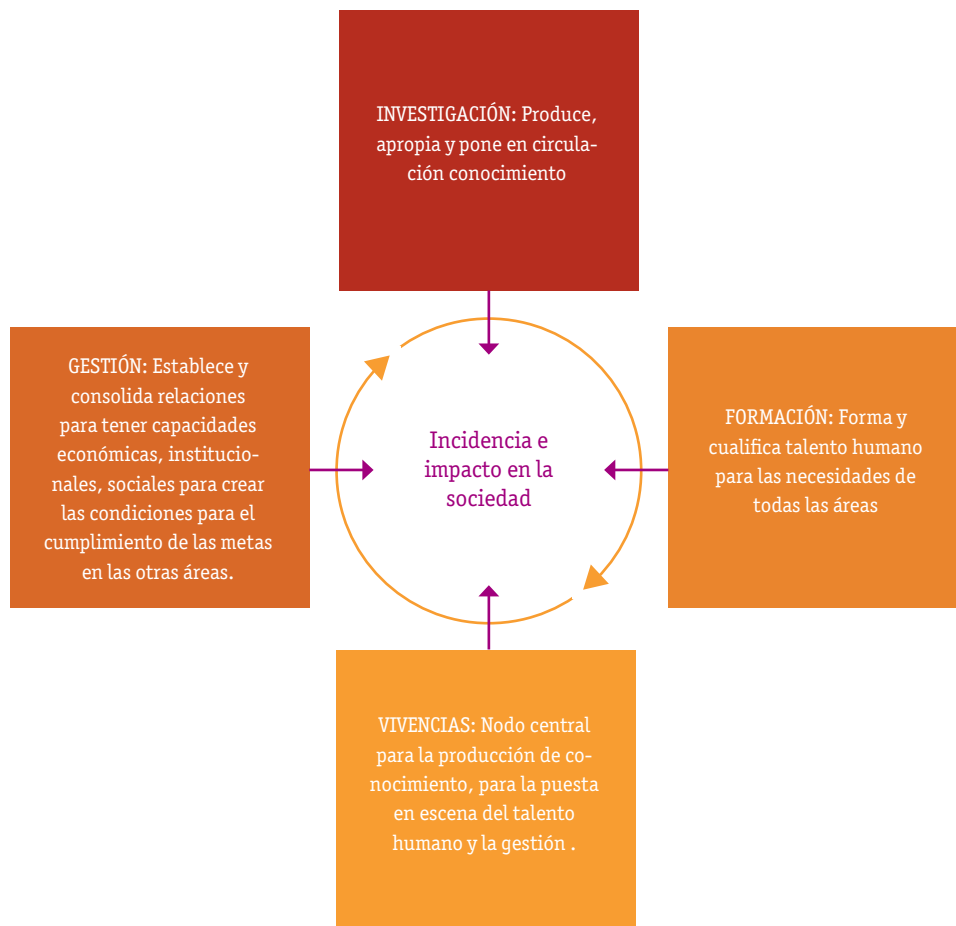 INVESTIGACIÓN: Produce,
apropia y pone en circula-
ción conocimiento
GESTIÓN: Establece y
consolida relaciones
para tener capacidades
económicas, institucio-
nales, sociales para crear
las condiciones para el
cumplimiento de las metas
en las otras áreas.
Incidencia e
impacto en la
sociedad
FORMACIÓN: Forma y
cualifica talento humano
para las necesidades de
todas las áreas
VIVENCIAS: Nodo central
para la producción de co-
nocimiento, para la puesta
en escena del talento
humano y la gestión .